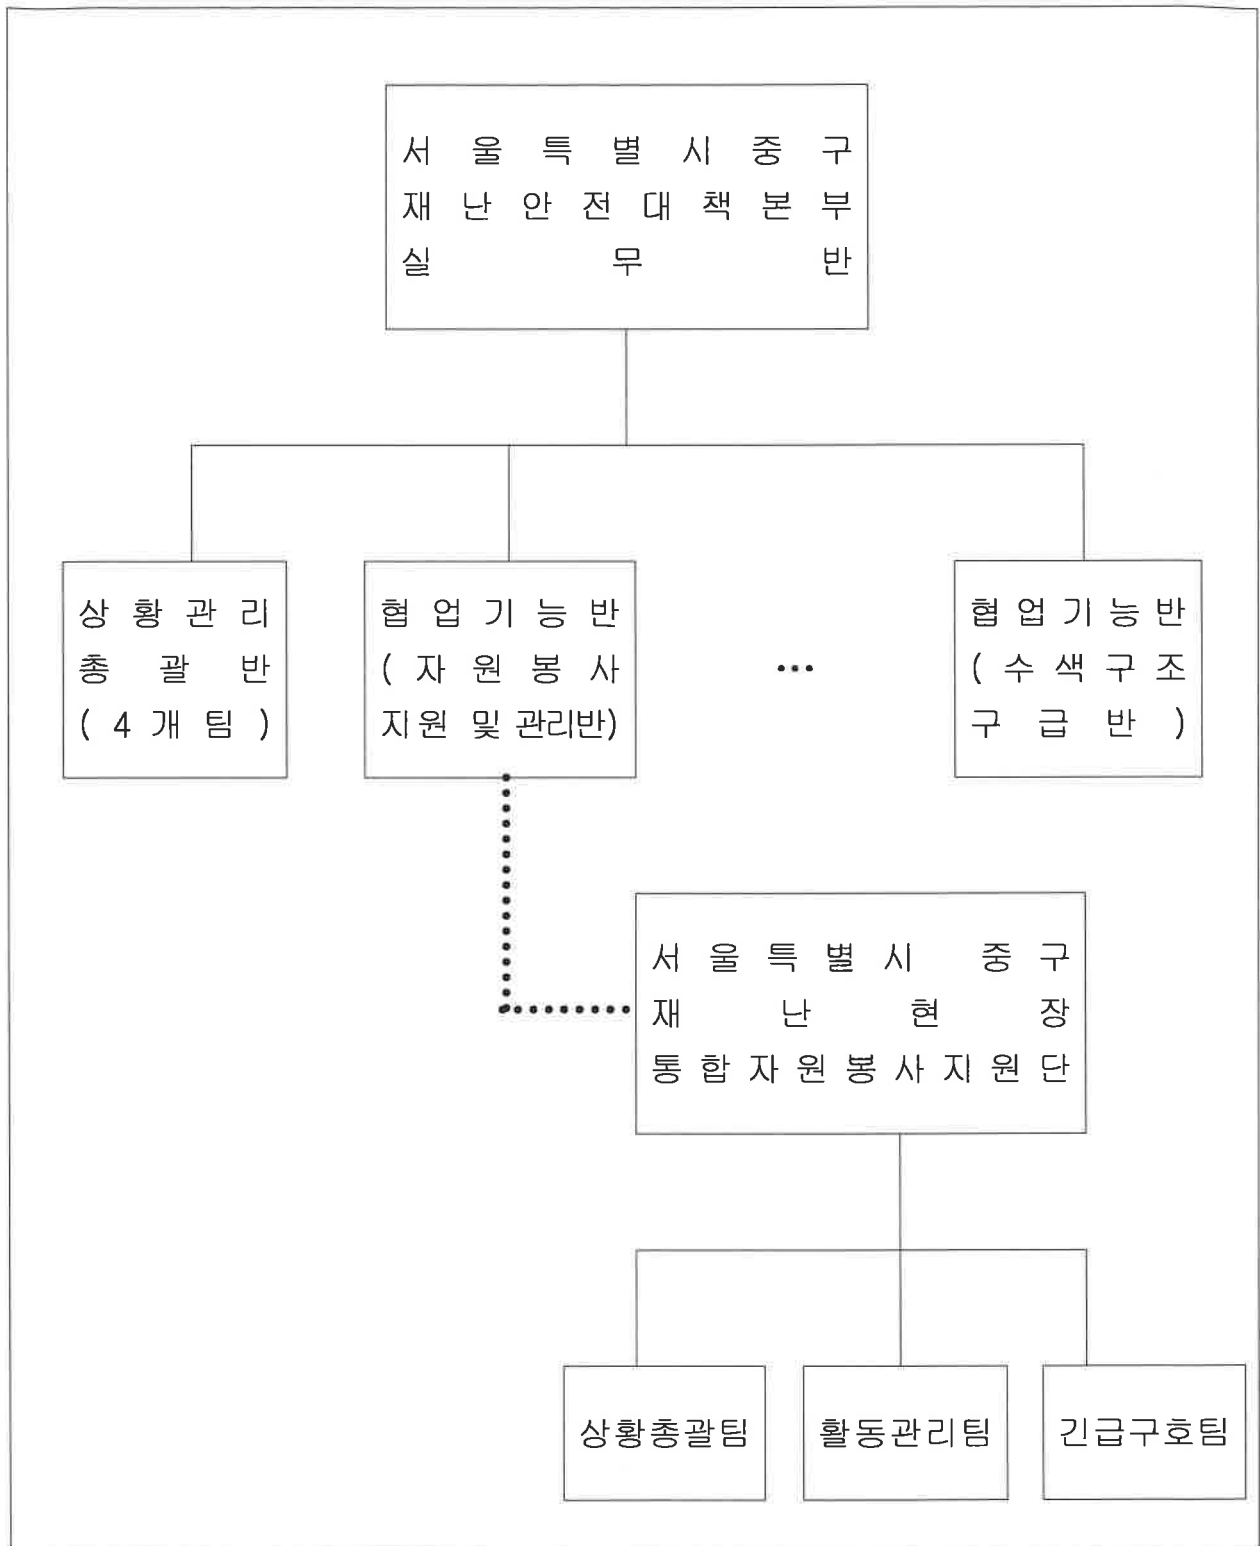 서울특별시중구
재난안전대책본부
실무반
상황관리
총괄반
(4개팀)
협업기능반
(자원봉사
지원 및 관리반)
...
협업기능반
(수색구조
구급반)
서울특별시 중구
재난현장
통합자원봉사지원단
상황총괄팀
활동관리팀
긴급구호팀